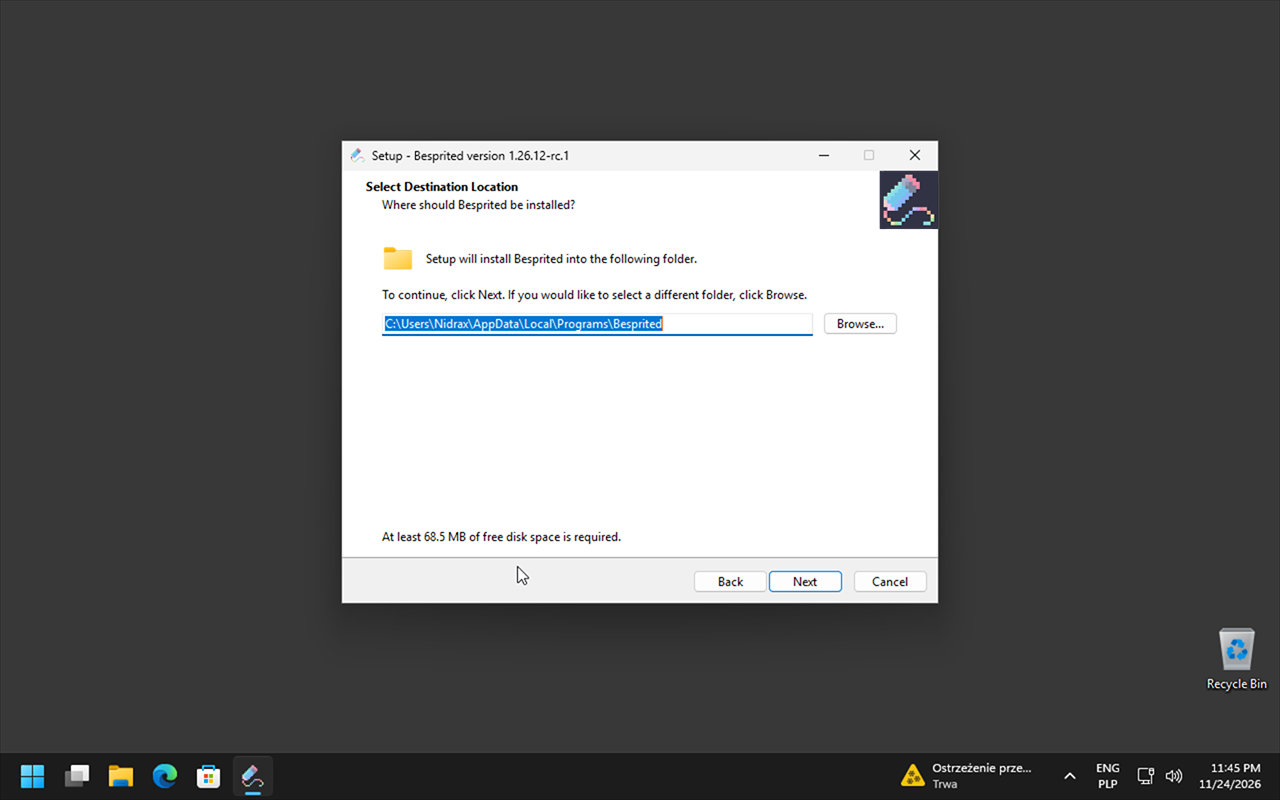 Setup - Besprited version 1.26.12-rc.1
Select Destination Location
Where should Besprited be installed?
Setup will install Besprited into the following folder.
To continue, click Next. If you would like to select a different folder, click Browse.
C:\Users\Nidrax\AppData\Local\Programs\Besprited
Browse...
At least 68.5 MB of free disk space is required.
Back
Next
Cancel
Recycle Bin
Ostrzeżenie prze...
Trwa
ENG
PLP
11:45 PM
11/24/2026